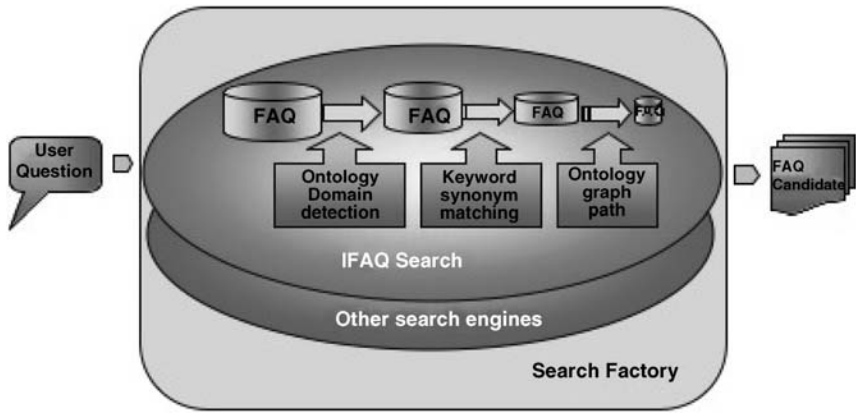 FAQ
FAQ
FAQ
FAQ
User
Question
Ontology
Domain
detection
Keyword
synonym
matching
Ontology
graph
path
FAQ
Candidate
IFAQ Search
Other search engines
Search Factory